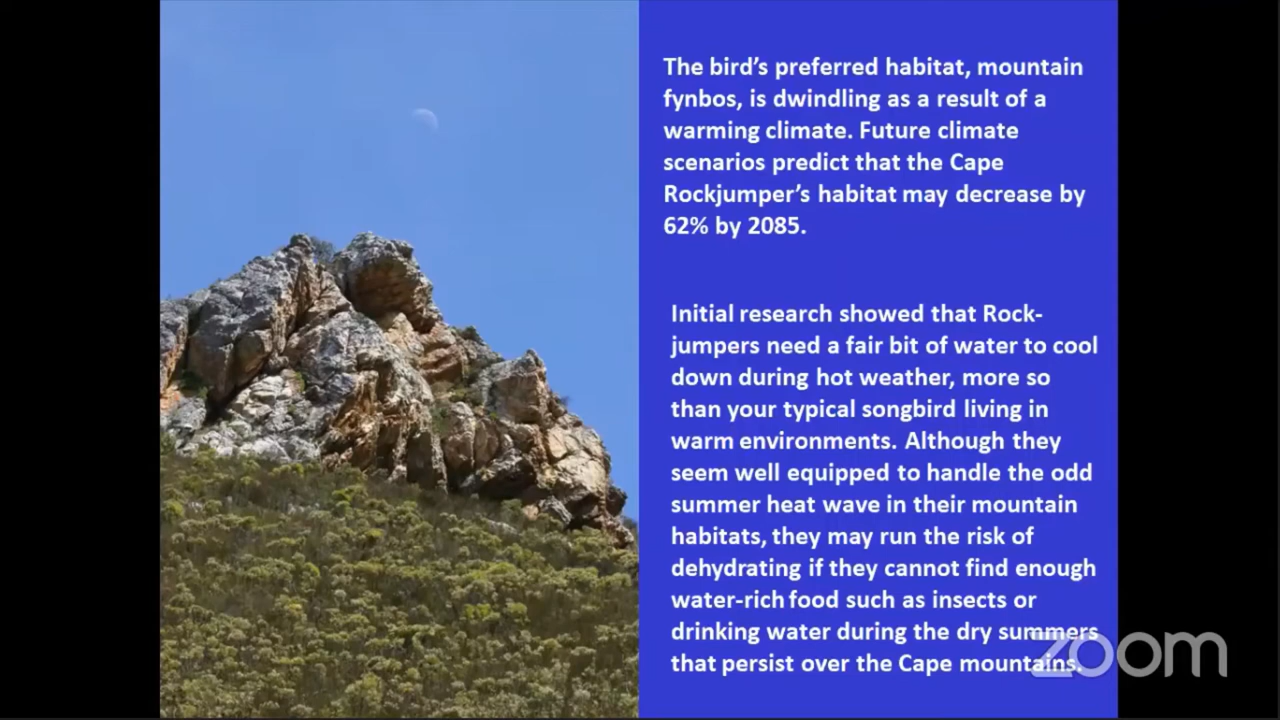 The bird’s preferred habitat, mountain
fynbos, is dwindling as a result of a
warming climate. Future climate
scenarios predict that the Cape
Rockjumper’s habitat may decrease by
62% by 2085.
Initial research showed that Rock-
jumpers need a fair bit of water to cool
down during hot weather, more so
than your typical songbird living in
warm environments. Although they
seem well equipped to handle the odd
summer heat wave in their mountain
habitats, they may run the risk of
dehydrating if they cannot find enough
water-rich food such as insects or
drinking water during the dry summers
that persist over the Cape mountains.
zoom